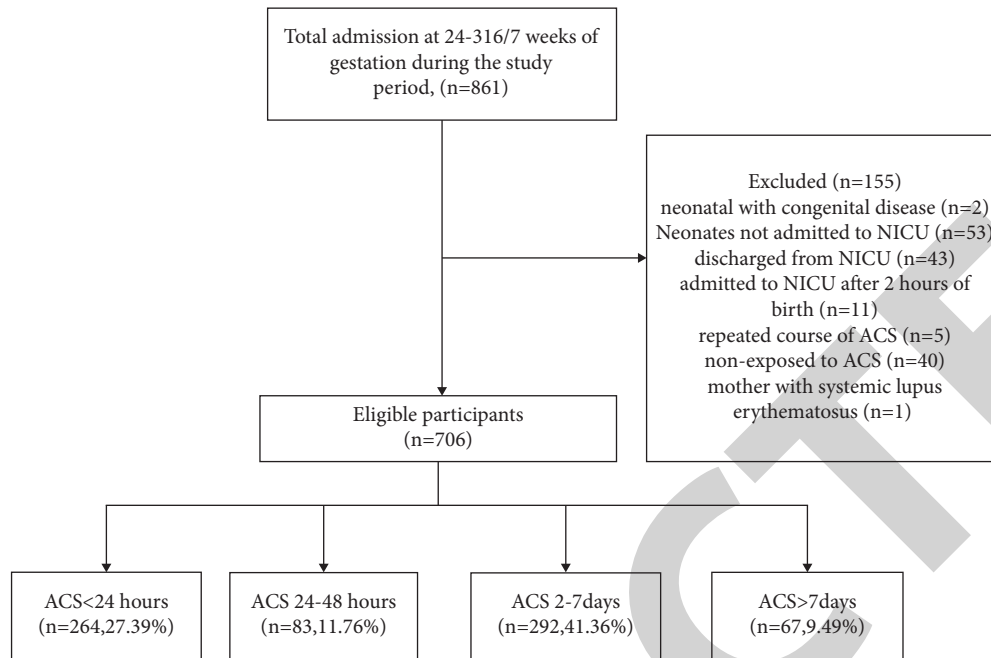 Total admission at 24-316/7 weeks of
gestation during the study
period, (n=861)
Excluded (n=155)
neonatal with congenital disease (n=2)
Neonates not admitted to NICU (n=53)
discharged from NICU (n=43)
admitted to NICU after 2 hours of
birth (n=11)
repeated course of ACS (n=5)
non-exposed to ACS (n=40)
mother with systemic lupus
erythematosus (n=1)
Eligible participants
(n=706)
ACS<24 hours
(n=264,27.39%)
ACS 24-48 hours
(n=83,11.76%)
ACS 2-7days
(n=292,41.36%)
ACS>7days
(n=67,9.49%)